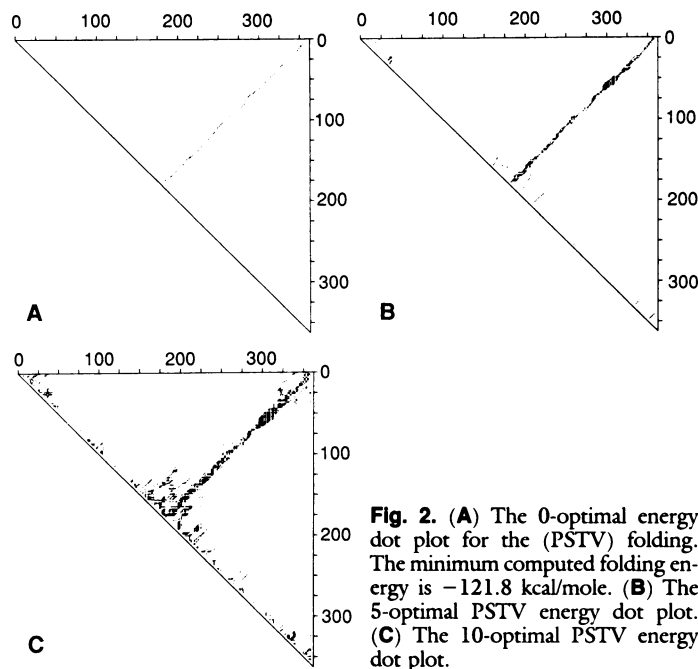 0 100 200 300
0
100
200
300
A
0 100 200 300
0
100
200
300
B
0 100 200 300
0
100
200
300
C
Fig. 2. (A) The 0-optimal energy
dot plot for the (PSTV) folding.
The minimum computed folding en-
ergy is −121.8 kcal/mole. (B) The
5-optimal PSTV energy dot plot.
(C) The 10-optimal PSTV energy
dot plot.